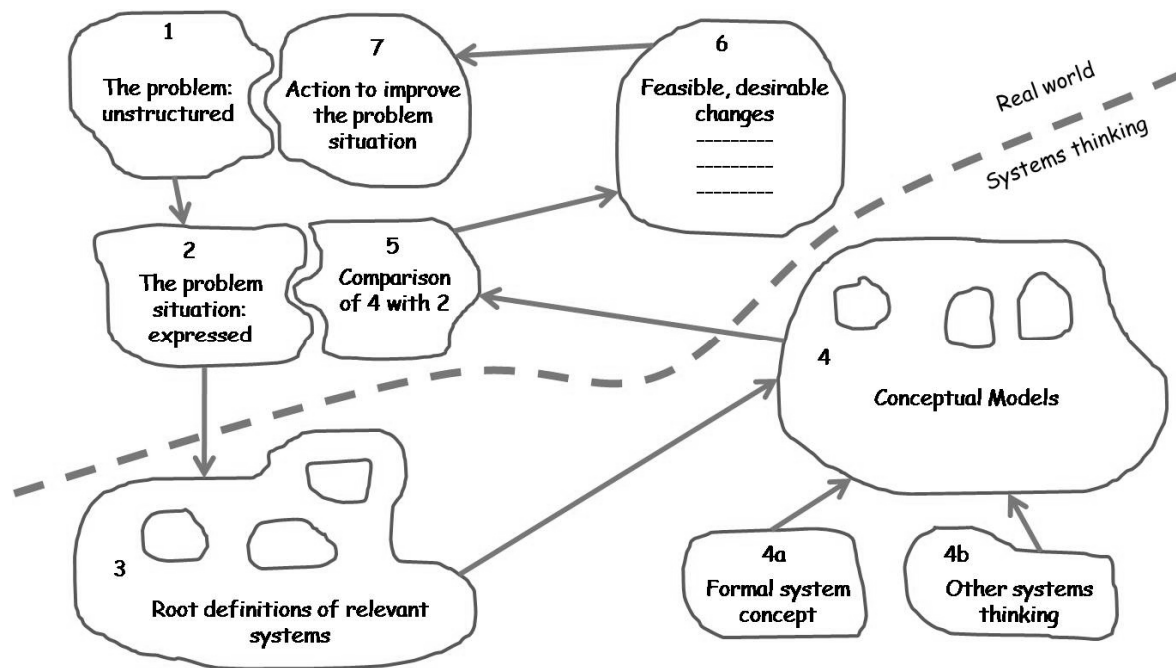 1
The problem:
unstructured
7
Action to improve
the problem
situation
6
Feasible, desirable
changes
---------
---------
---------
Real world
Systems thinking
2
The problem
situation:
expressed
5
Comparison
of 4 with 2
4
Conceptual Models
3
Root definitions of relevant
systems
4a
Formal system
concept
4b
Other systems
thinking